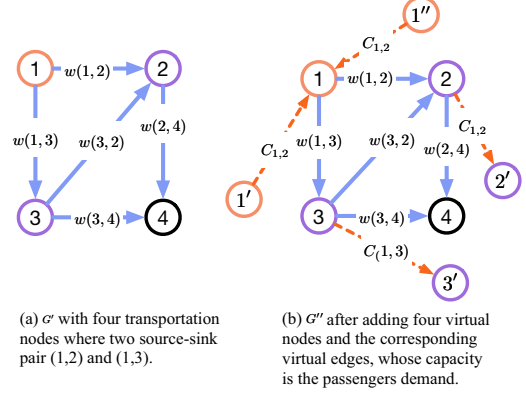 1''
C1,2
1
w(1,2)
2
1
w(1,2)
2
w(1,3)
w(3,2)
w(2,4)
C1,2
w(1,3)
w(3,2)
w(2,4)
C1,2
1'
2'
3
w(3,4)
4
3
w(3,4)
4
C(1,3)
3'
(a) G' with four transportation
nodes where two source-sink
pair (1,2) and (1,3).
(b) G'' after adding four virtual
nodes and the corresponding
virtual edges, whose capacity
is the passengers demand.